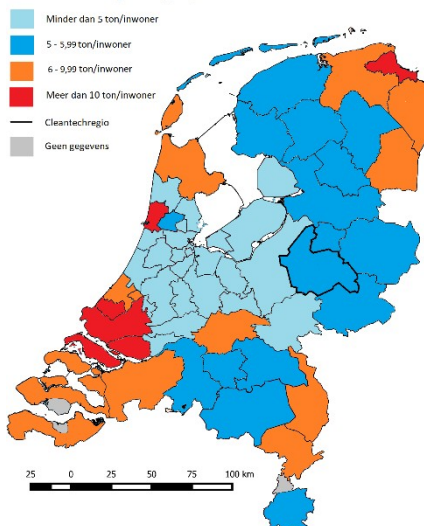 Minder dan 5 ton/inwoner
5 - 5,99 ton/inwoner
6 - 9,99 ton/inwoner
Meer dan 10 ton/inwoner
Cleantechregio
Geen gegevens
25 0 25 50 75 100 km